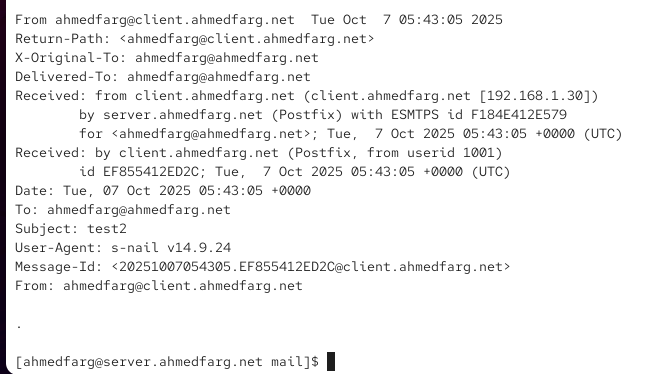 From ahmedfarg@client.ahmedfarg.net  Tue Oct  7 05:43:05 2025
Return-Path: <ahmedfarg@client.ahmedfarg.net>
X-Original-To: ahmedfarg@ahmedfarg.net
Delivered-To: ahmedfarg@ahmedfarg.net
Received: from client.ahmedfarg.net (client.ahmedfarg.net [192.168.1.30])
        by server.ahmedfarg.net (Postfix) with ESMTPS id F184E412E579
        for <ahmedfarg@ahmedfarg.net>; Tue,  7 Oct 2025 05:43:05 +0000 (UTC)
Received: by client.ahmedfarg.net (Postfix, from userid 1001)
        id EF855412ED2C; Tue,  7 Oct 2025 05:43:05 +0000 (UTC)
Date: Tue, 07 Oct 2025 05:43:05 +0000
To: ahmedfarg@ahmedfarg.net
Subject: test2
User-Agent: s-nail v14.9.24
Message-Id: <20251007054305.EF855412ED2C@client.ahmedfarg.net>
From: ahmedfarg@client.ahmedfarg.net

.

[ahmedfarg@server.ahmedfarg.net mail]$